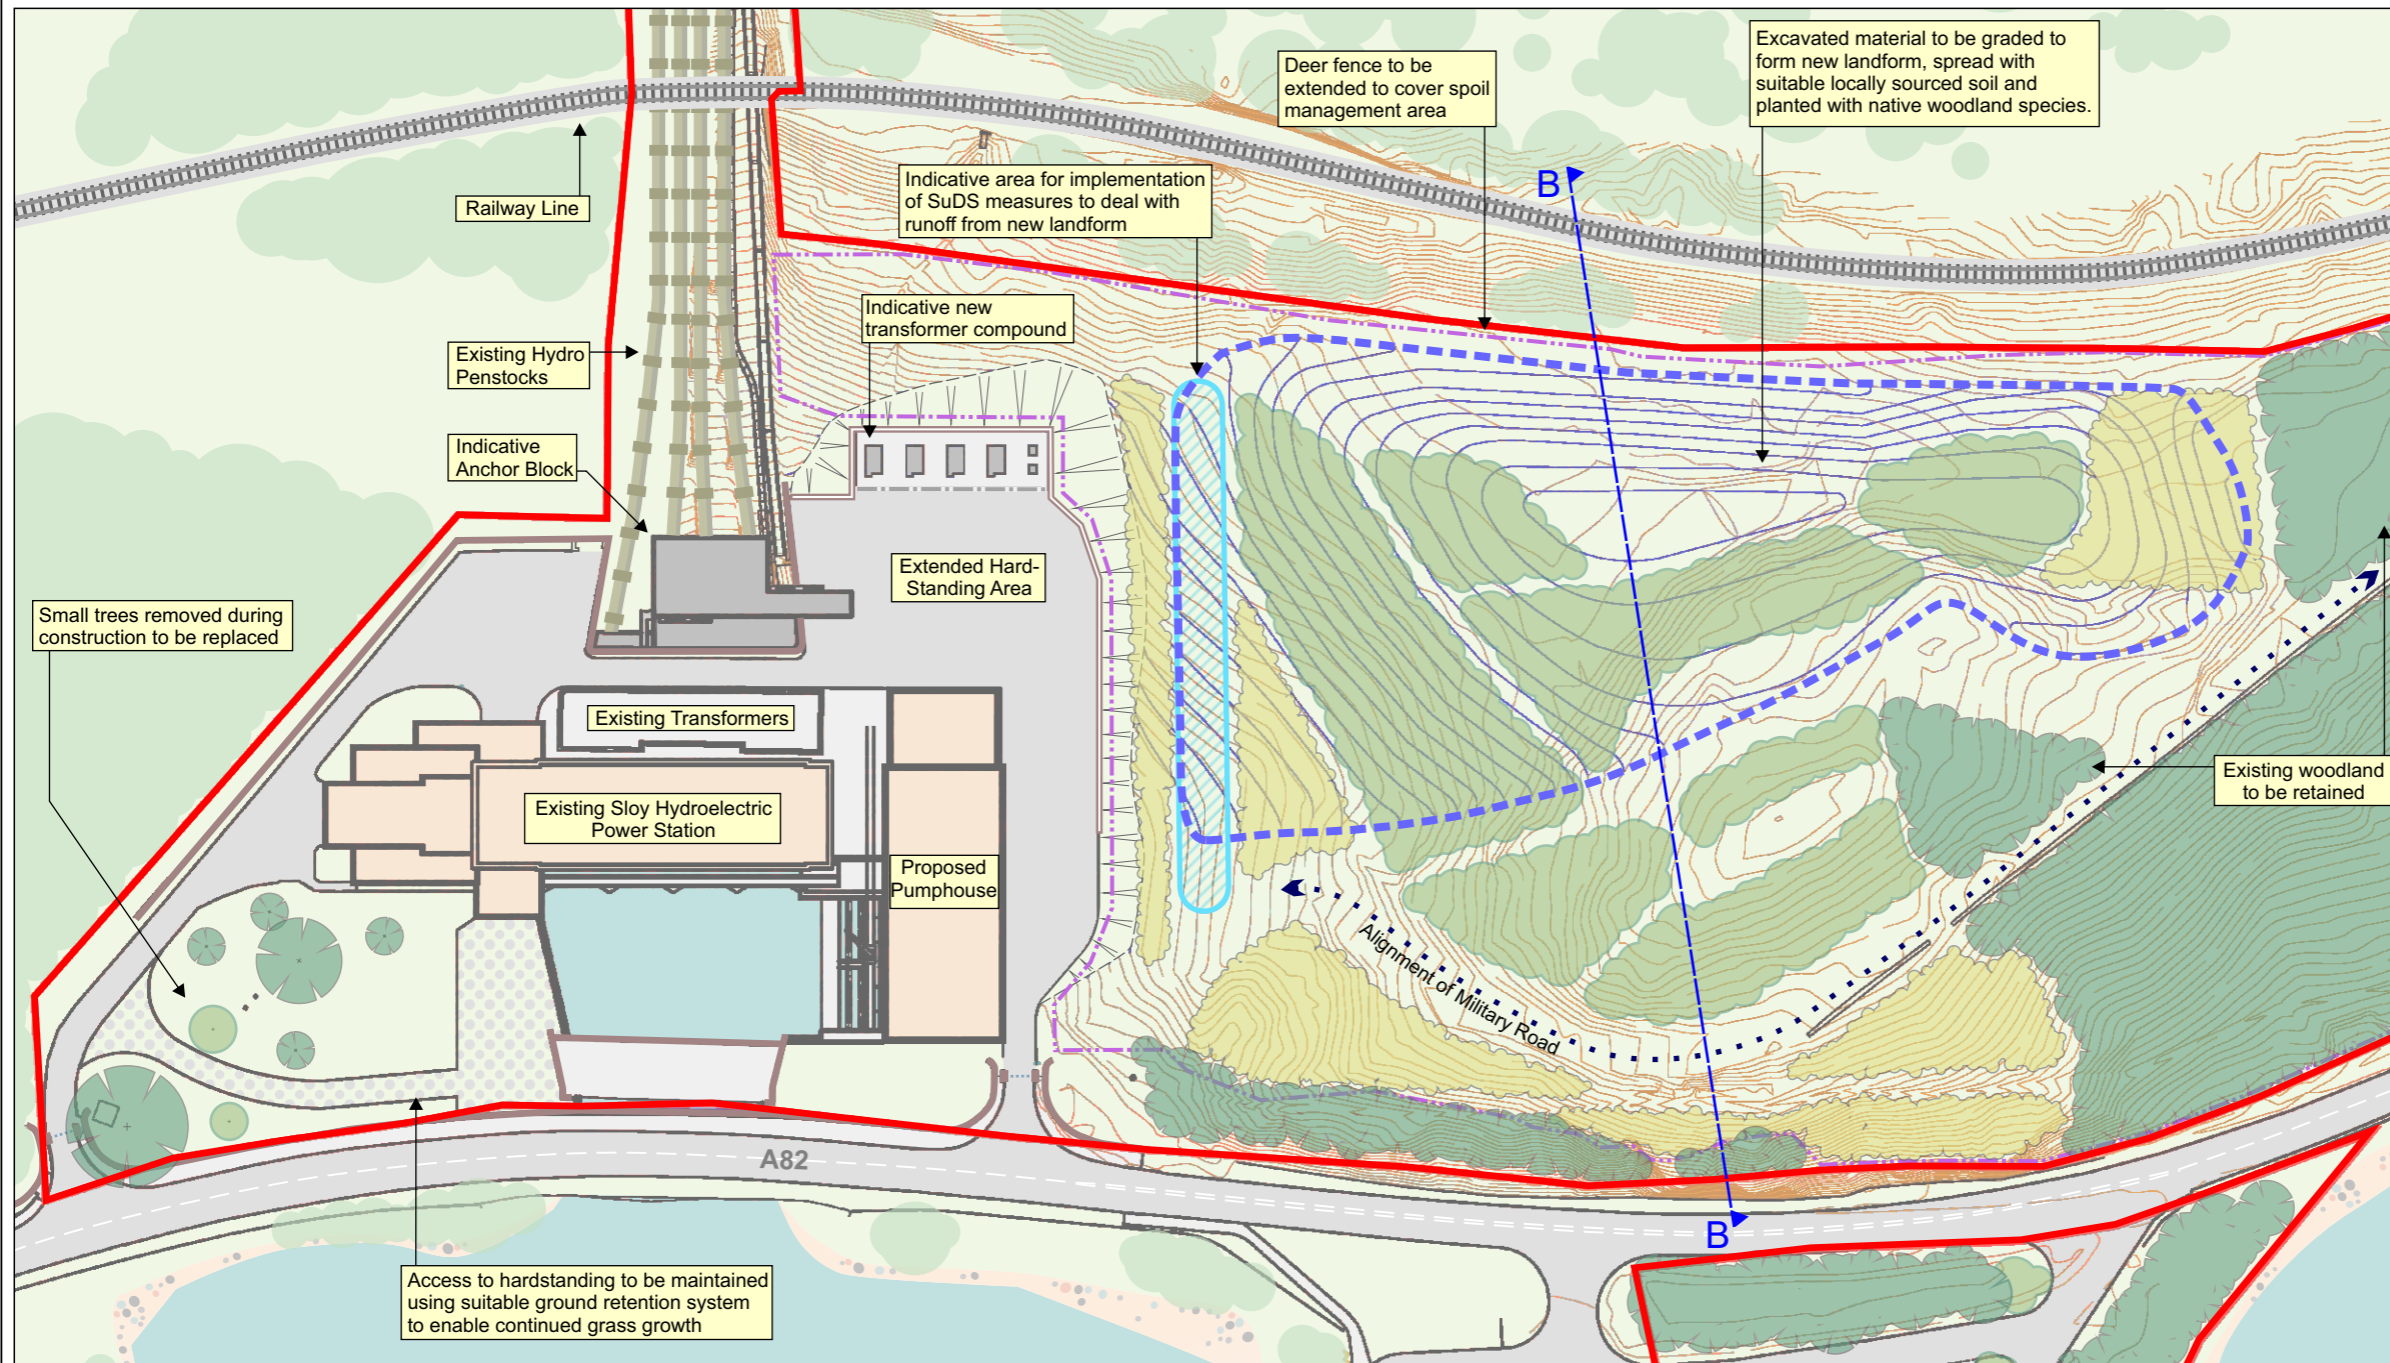 Excavated material to be graded to
form new landform, spread with
suitable locally sourced soil and
planted with native woodland species.
Deer fence to be
extended to cover spoil
management area
Indicative area for implementation
of SuDS measures to deal with
runoff from new landform
B
Railway Line
Indicative new
transformer compound
Existing Hydro
Penstocks
Indicative
Anchor Block
Extended Hard-
Standing Area
Small trees removed during
construction to be replaced
Existing Transformers
Existing woodland
to be retained
Existing Sloy Hydroelectric
Power Station
Proposed
Pumphouse
Alignment of Military Road
A82
B
Access to hardstanding to be maintained
using suitable ground retention system
to enable continued grass growth